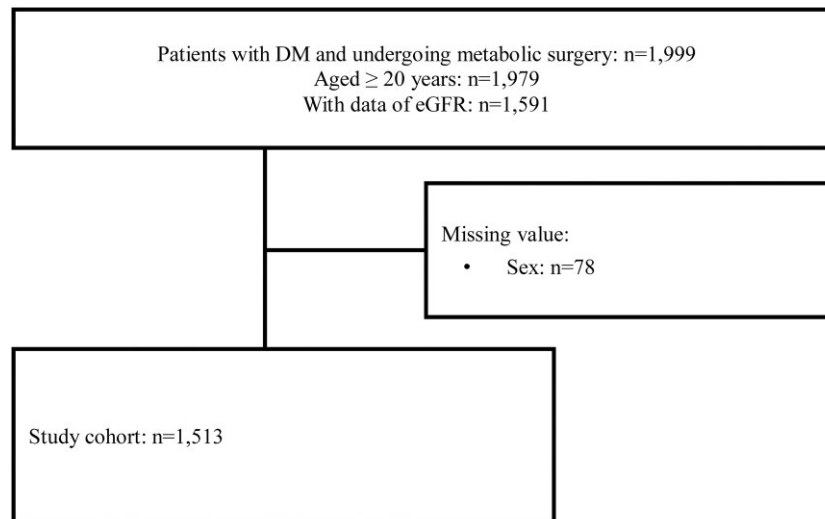 Patients with DM and undergoing metabolic surgery: n=1,999
Aged ≥ 20 years: n=1,979
With data of eGFR: n=1,591
Missing value:
• Sex: n=78
Study cohort: n=1,513